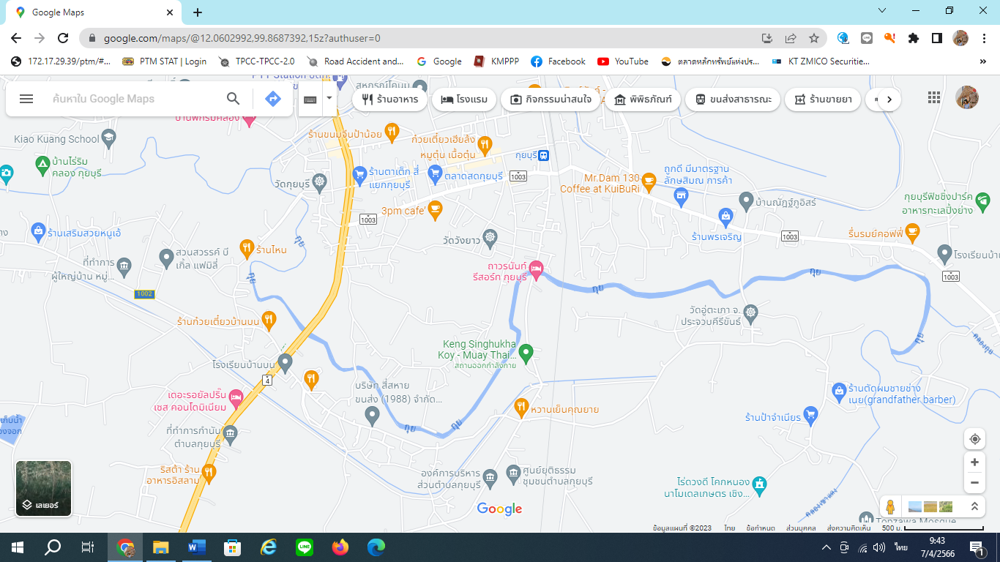 Google Maps
google.com/maps/@12.0602992,99.8687392,15z?authuser=0
172.17.29.39/ptm/#...
PTM STAT | Login
TPCC-TPCC-2.0
Road Accident and...
Google
KMPPP
Facebook
YouTube
ตลาดหลักทรัพย์แห่งปร...
KT ZMICO Securitie...
»
ค้นหาใน Google Maps
ร้านอาหาร
โรงแรม
กิจกรรมน่าสนใจ
พิพิธภัณฑ์
ขนส่งสาธารณะ
ร้านขายยา
สหกรณ์โคนม
Kiao Kuang School
ร้านขนมจีนป้าน้อย
ก๋วยเตี๋ยวเฮียล้ง
หมูตุ๋น เนื้อตุ๋น
กุยบุรี
บ้านไร่ริม
คลอง กุยบุรี
วัดกุยบุรี
ร้านตาเต็ก สี่
แยกกุยบุรี
ตลาดสดกุยบุรี
1003
Mr.Dam 130
Coffee at KuiBuRi
ถูกดี มีมาตรฐาน
ลักษสิมณ การค้า
บ้านณัฏฐ์ภูอิสร์
กุยบุรีฟิชชิ่งปาร์ค
อาหารทะเลปิ้งย่าง
3pm cafe'
1003
ร้านเสริมสวยหนูเอ้
กุย
วัดวังยาว
ร้านพรเจริญ
1003
รื่นรมย์คอฟฟี่
ร้านไหน
สวนสวรรค์ บี
เกิ้ล แฟมิลี่
ที่ทำการ
ผู้ใหญ่บ้าน หมู่...
โรงเรียนบ้าน
1003
ถาวรนันท์
รีสอร์ท กุยบุรี
กุย
กุย
กุย
1002
วัดอู่ตะเภา จ.
ประจวบคีรีขันธ์
ร้านก๋วยเตี๋ยวบ้านบน
กุย
คลองกุย
Keng Singhukha
Koy - Muay Thai...
สถานออกกำลังกาย
โรงเรียนบ้านบน
4
บริษัท สี่สหาย
ขนส่ง (1988) จำกัด...
เดอะรอยัลปริ๊น
เซส คอนโดมิเนียม
ร้านตัดผมชายช่าง
เนย(grandfather barber)
หวานเย็นคุณยาย
ร้านป้าจำเนียร
กุย
กุย
ที่ทำการกำนัน
ตำบลกุยบุรี
ริสต้า ร้าน
อาหารอิสลาม
องค์การบริหาร
ส่วนตำบลกุยบุรี
ศูนย์ยุติธรรม
ชุมชนตำบลกุยบุรี
ไร่ดวงดี โคกหนอง
นาโมเดลเกษตร เชิง...
เลเยอร์
Google
Topzawa Mosque
ข้อมูลแผนที่ ©2023
ไทย
ข้อกำหนด
ส่วนบุคคล
ส่งความคิดเห็น
500 ม.
ไทย
9:43
7/4/2566
1